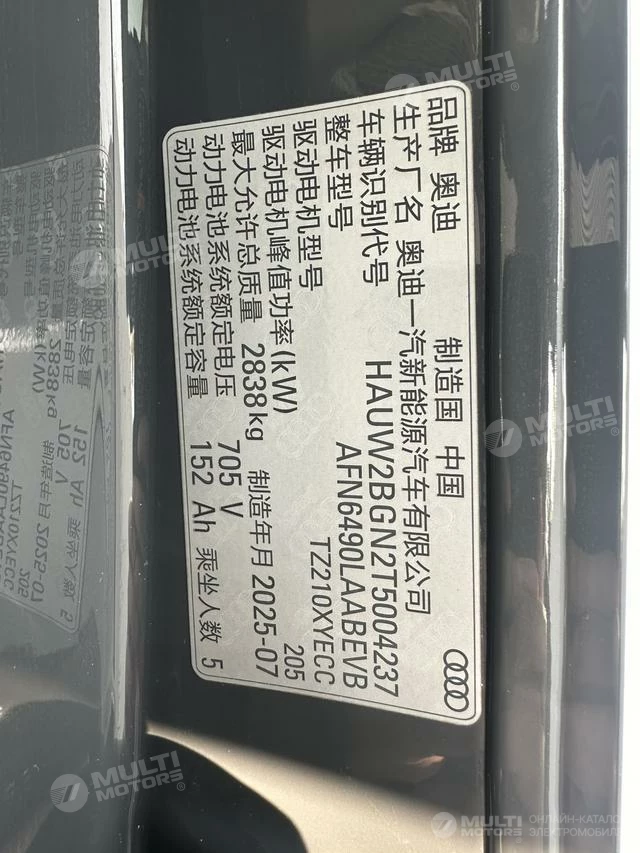 品牌 奥迪 制造国 中国
生产厂名 奥迪一汽新能源汽车有限公司
车辆识别代号 HAUW2BGN2T5004237
整车型号 AFN6490LAABEVB
驱动电机型号 TZ210XYECC
驱动电机峰值功率(kW) 205
最大允许总质量 2838kg 制造年月 2025-07
动力电池系统额定电压 705 V
动力电池系统额定容量 152 Ah 乘坐人数 5
MULTI MOTORS®
MULTI MOTORS®
MULTI MOTORS®
MULTI MOTORS®
MULTI MOTORS
ОНЛАЙН-КАТАЛО
ЭЛЕКТРОМОБИЛ